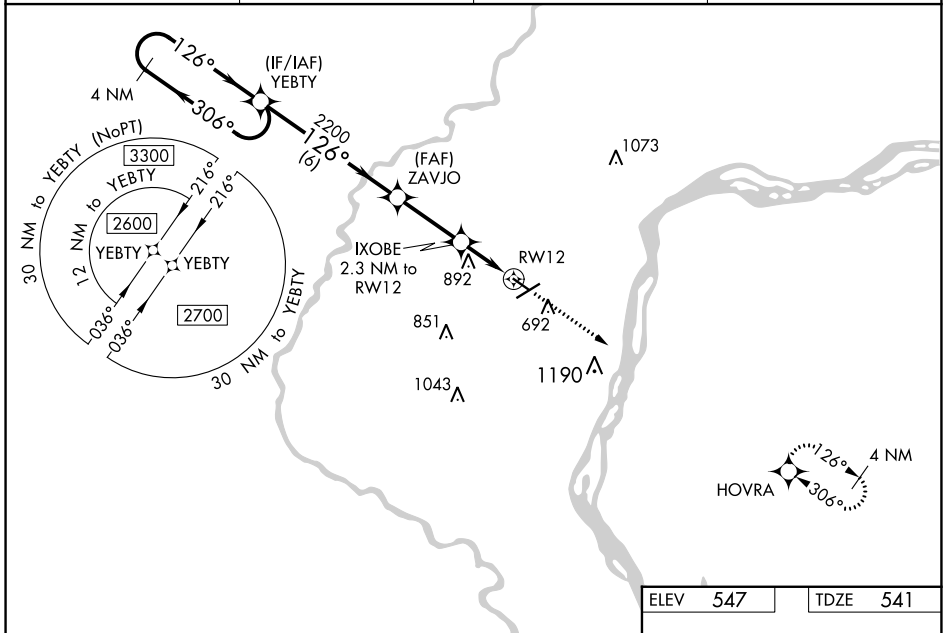 126°
306°
4 NM
(IF/IAF)
YEBTY
2200
126°
(6)
(FAF)
ZAVJO
1073
30 NM to YEBTY (NoPT)
3300
12 NM to YEBTY
2600
216°
216°
YEBTY
YEBTY
036°
036°
2700
30 NM to YEBTY
IXOBE
2.3 NM to
RW12
892
RW12
692
851
1043
1190
HOVRA
126°
306°
4 NM
ELEV 547
TDZE 541